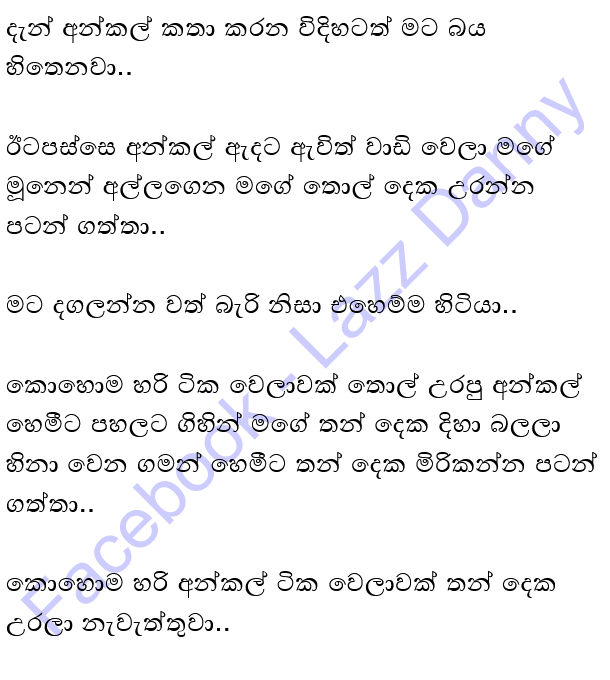 දැන් අන්කල් කතා කරන විදිහටත් මට බය
හිතෙනවා..
ඊටපස්සෙ අන්කල් ඇදට ඇවිත් වාඩි වෙලා මගේ
මූනෙන් අල්ලගෙන මගේ තොල් දෙක උරන්න
පටන් ගත්තා..
මට දගලන්න වත් බැරි නිසා එහෙම්ම හිටියා..
කොහොම හරි ටික වෙලාවක් තොල් උරපු අන්කල්
හෙමීට පහලට ගිහින් මගේ තන් දෙක දිහා බලලා
හිනා වෙන ගමන් හෙමීට තන් දෙක මිරිකන්න පටන්
ගත්තා..
කොහොම හරි අන්කල් ටික වෙලාවක් තන් දෙක
උරලා නැවැත්තුවා..
Facebook - Lazz Danny